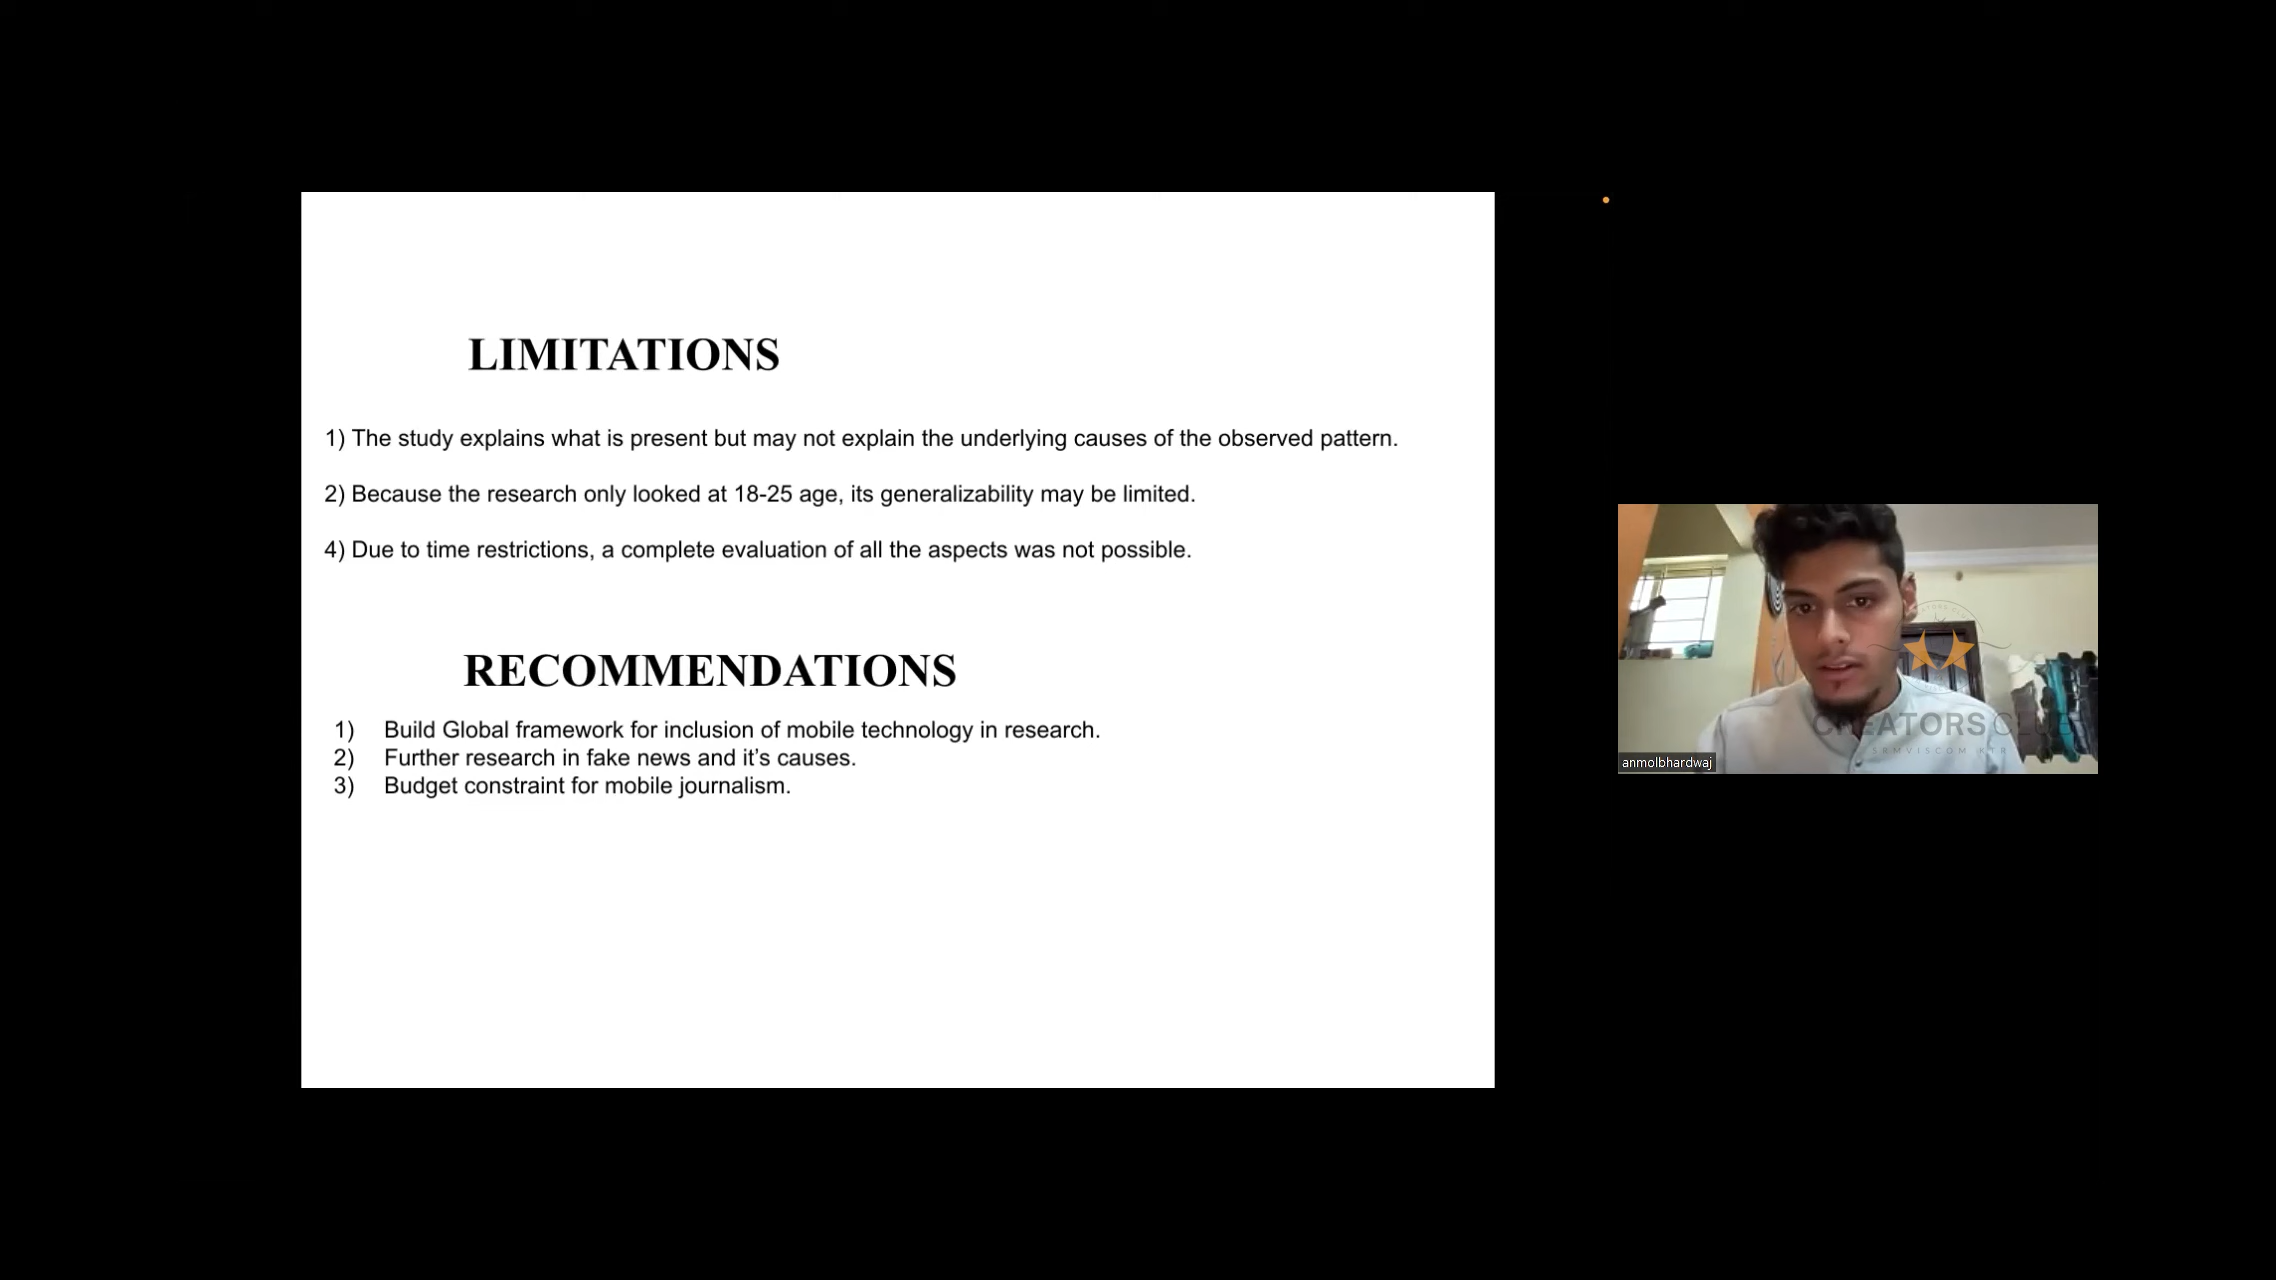 LIMITATIONS
1) The study explains what is present but may not explain the underlying causes of the observed pattern.
2) Because the research only looked at 18-25 age, its generalizability may be limited.
4) Due to time restrictions, a complete evaluation of all the aspects was not possible.
RECOMMENDATIONS
1) Build Global framework for inclusion of mobile technology in research.
2) Further research in fake news and it's causes.
3) Budget constraint for mobile journalism.
CREATORS CLUB
SRMVISCOM KTR
anmolbhardwaj